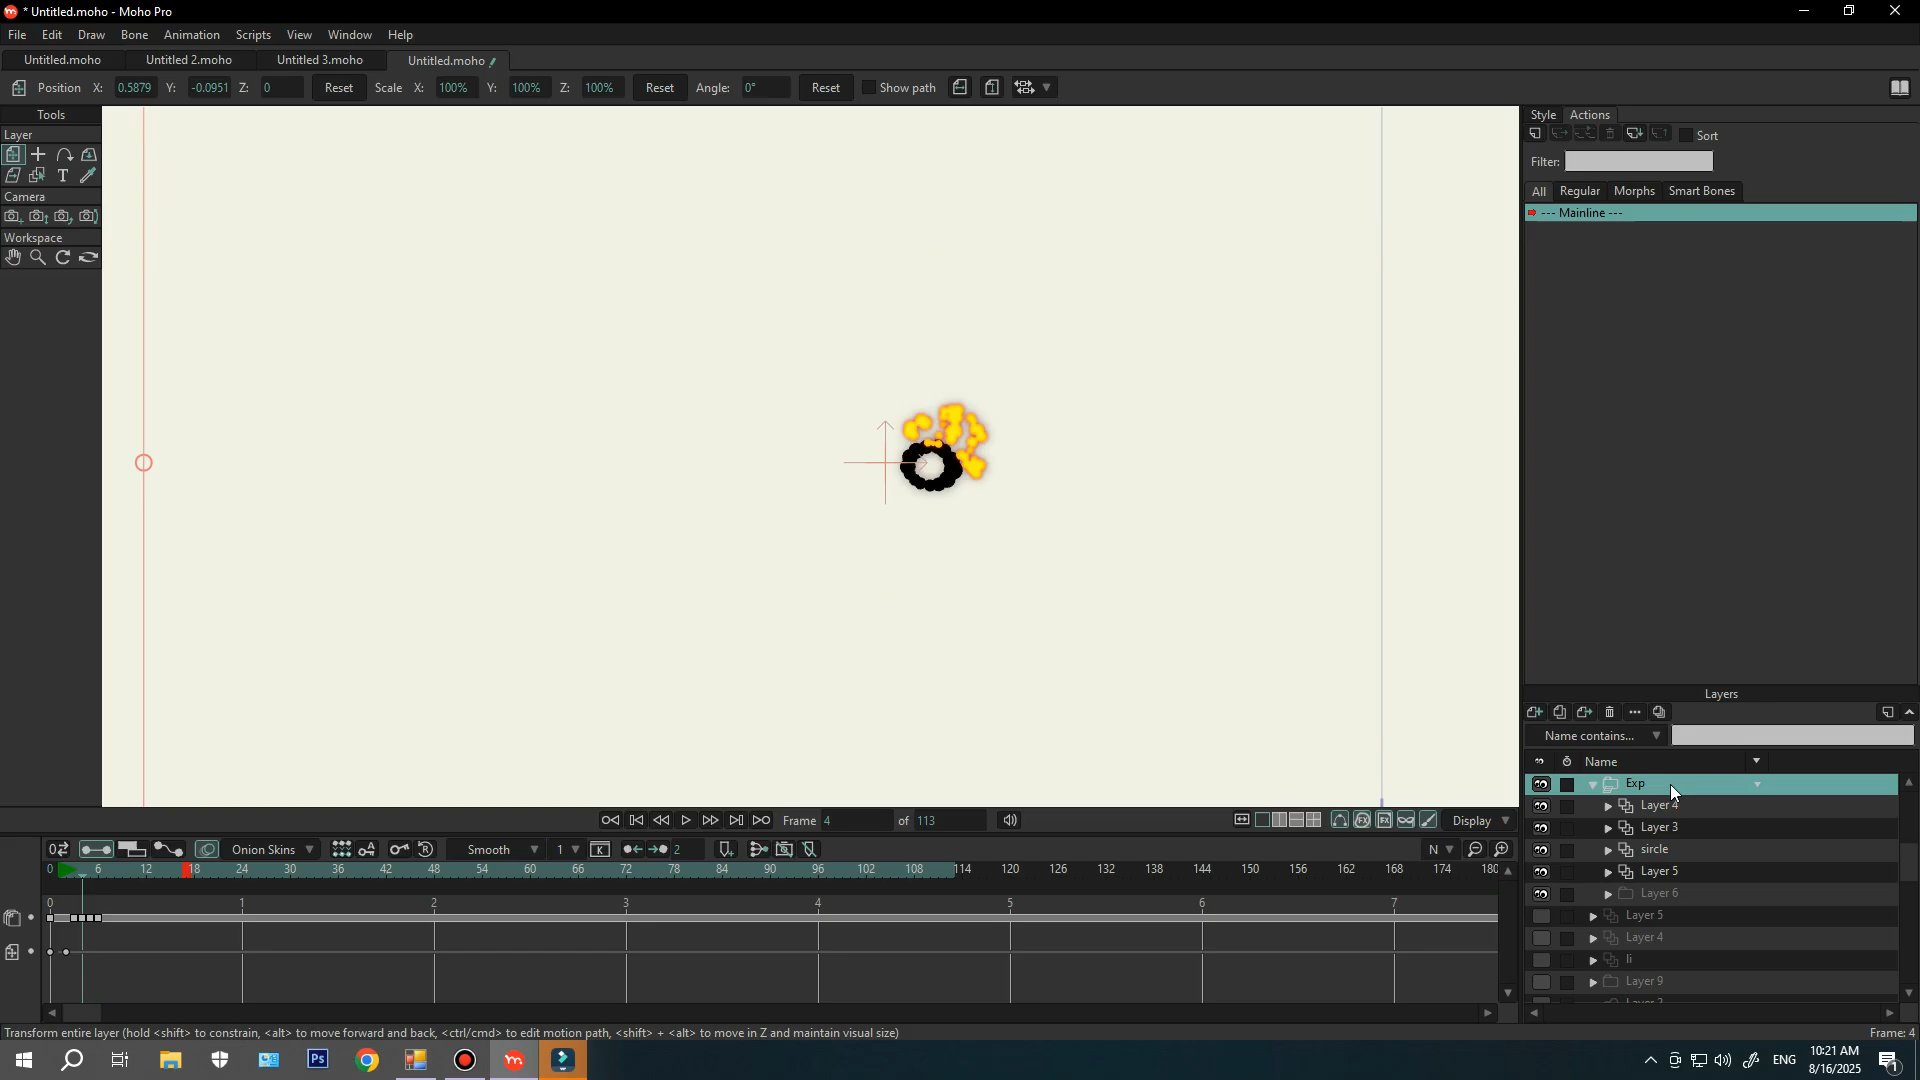 * Untitled.moho - Moho Pro
File Edit Draw Bone Animation Scripts View Window Help
Untitled.moho Untitled 2.moho Untitled 3.moho Untitled.moho
Position X: 0.5879 Y: -0.0951 Z: 0 Reset Scale X: 100% Y: 100% Z: 100% Reset Angle: 0° Reset Show path
Tools
Layer
T
Camera
Workspace
Style Actions
Sort
Filter:
All Regular Morphs Smart Bones
--- Mainline ---
Layers
Name contains...
Name
Exp
Layer 4
Layer 3
sircle
Layer 5
Layer 6
Layer 5
Layer 4
li
Layer 9
Layer 2
Frame 4 of 113 Display
Onion Skins Smooth 1 K 2 N
0 6 12 18 24 30 36 42 48 54 60 66 72 78 84 90 96 102 108 114 120 126 132 138 144 150 156 162 168 174 180
0 1 2 3 4 5 6 7
Transform entire layer (hold <shift> to constrain, <alt> to move forward and back, <ctrl/cmd> to edit motion path, <shift> + <alt> to move in Z and maintain visual size) Frame: 4
Ps ENG 10:21 AM
8/16/2025 1